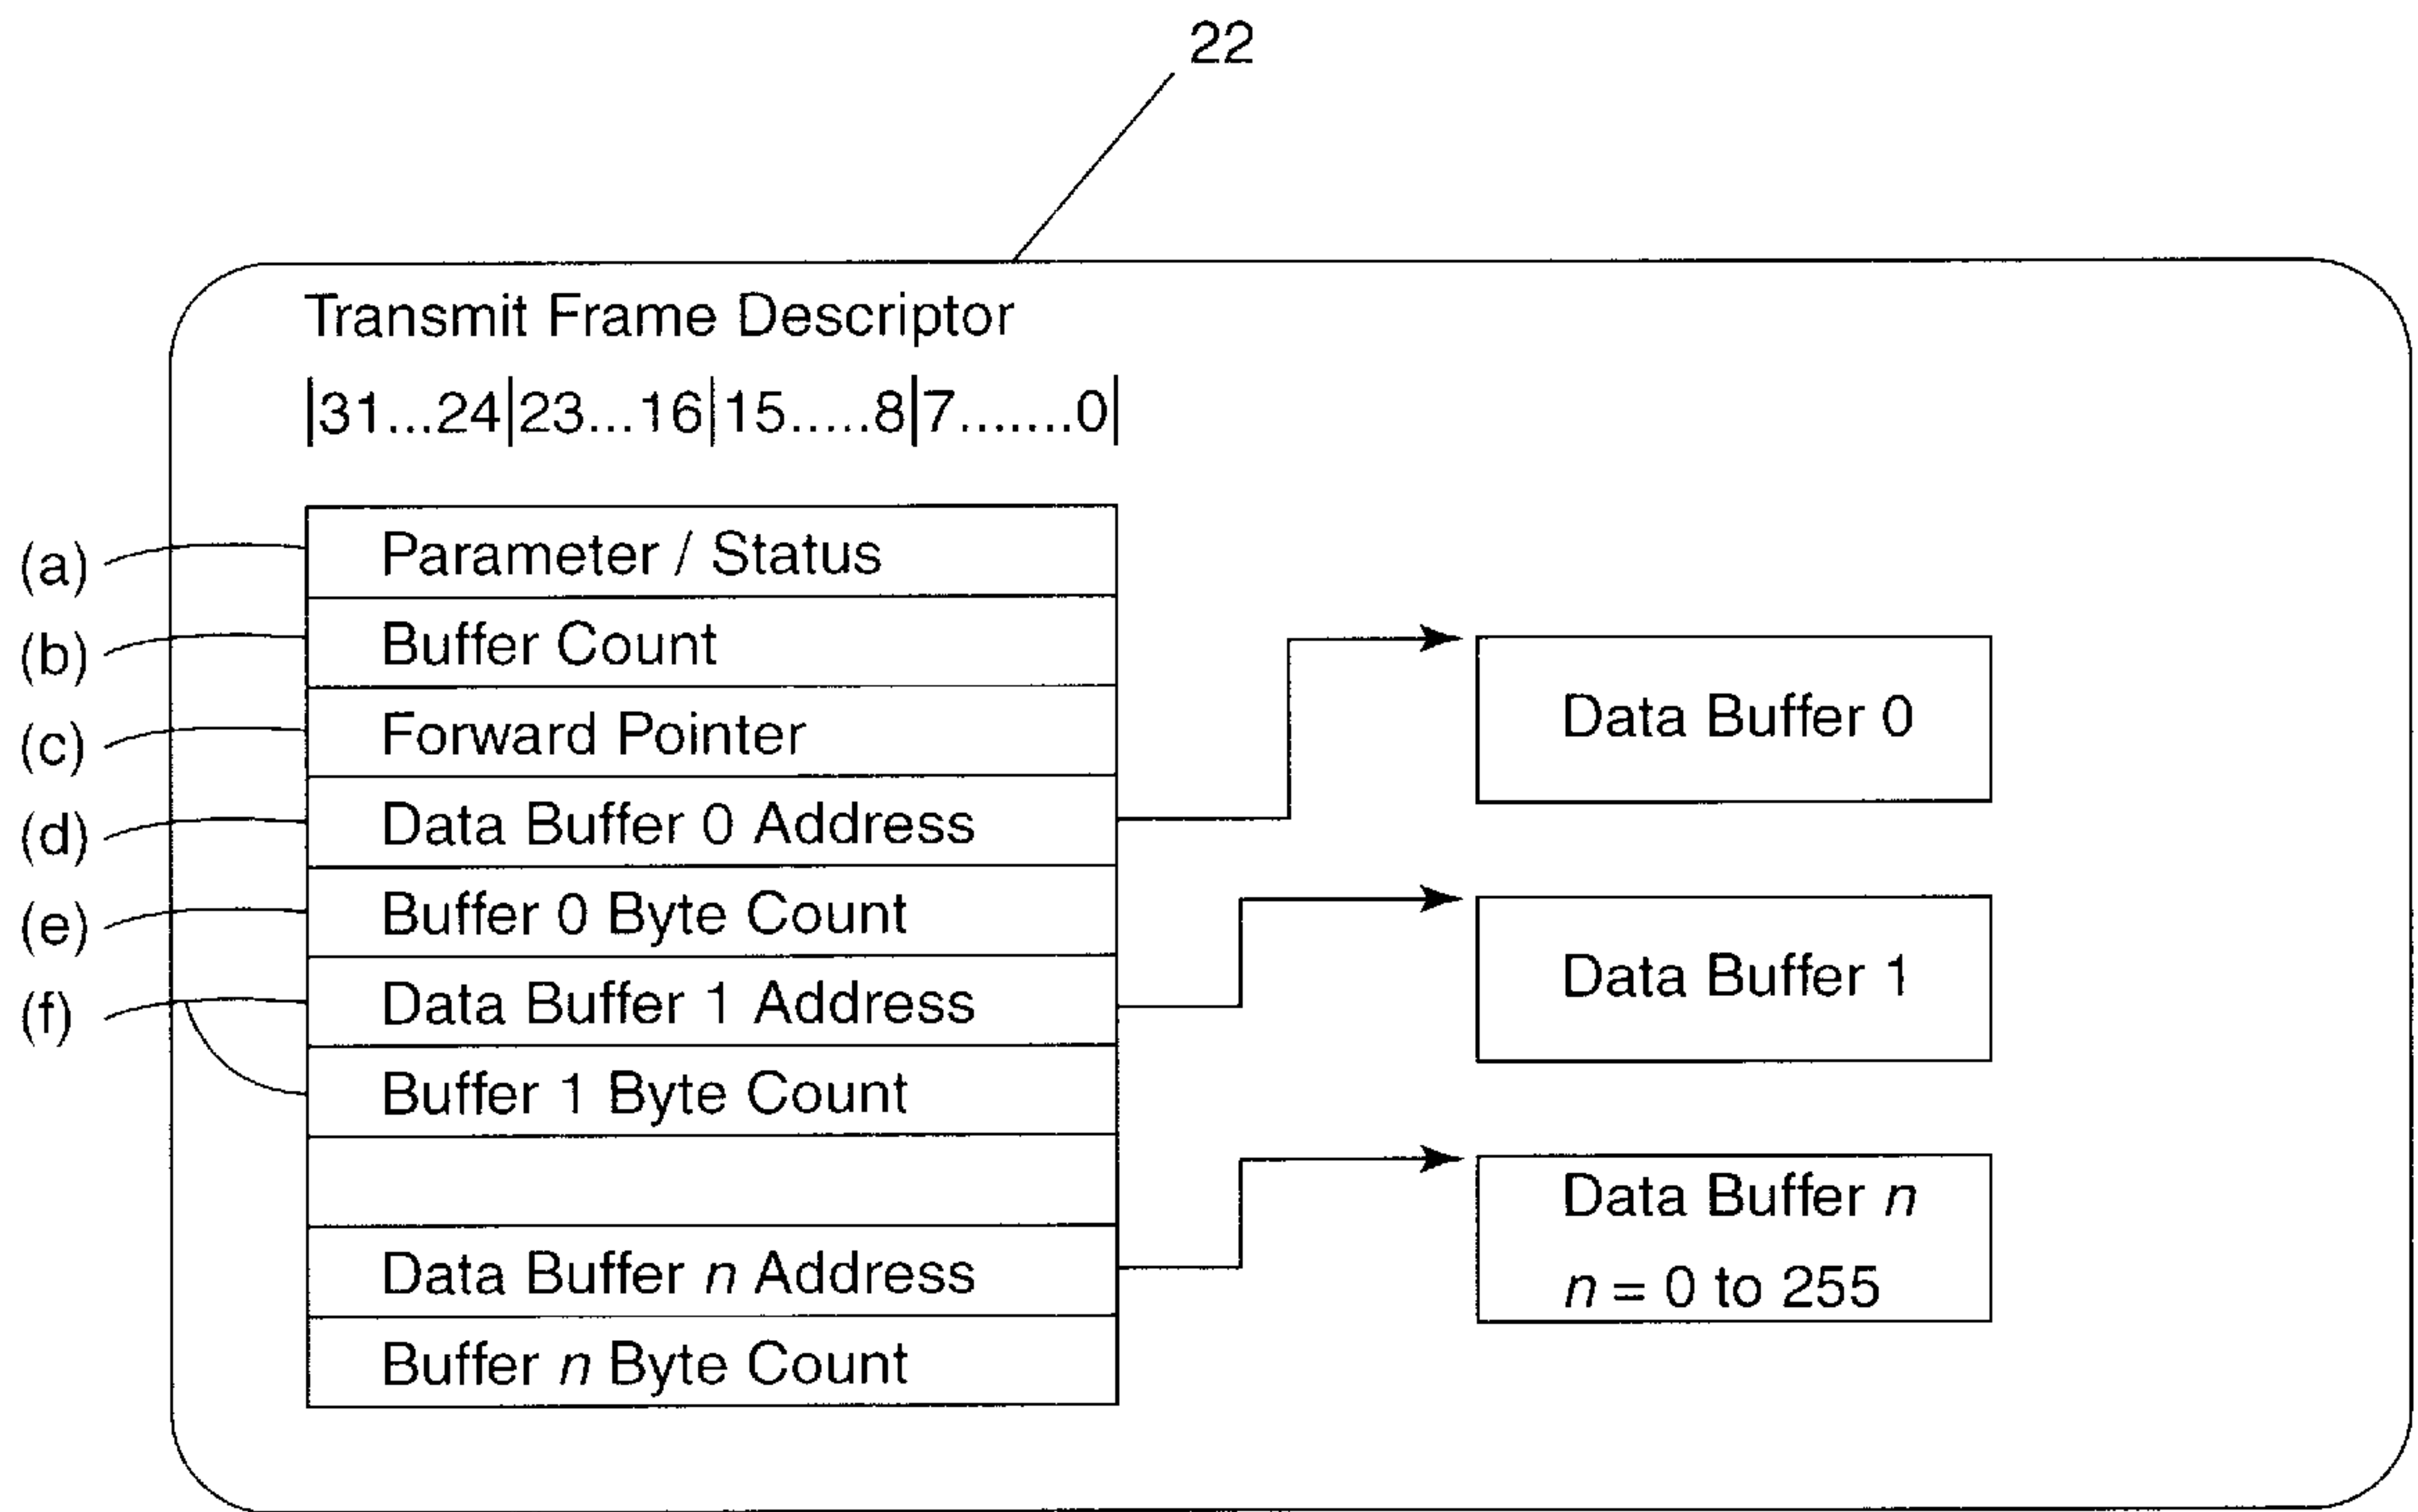 22
Transmit Frame Descriptor
|31...24|23...16|15.....8|7.......0|
(a) Parameter / Status
(b) Buffer Count
(c) Forward Pointer
(d) Data Buffer 0 Address
(e) Buffer 0 Byte Count
(f) Data Buffer 1 Address
Buffer 1 Byte Count
Data Buffer n Address
Buffer n Byte Count
Data Buffer 0
Data Buffer 1
Data Buffer n
n = 0 to 255